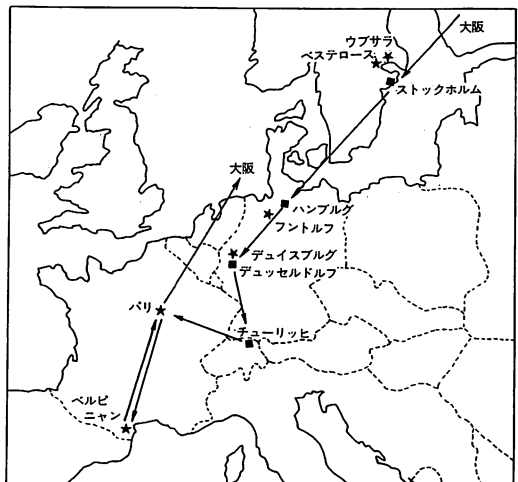 大阪
ウプサラ
ベステロース
ストックホルム
大阪
ハンブルグ
フントルフ
デュイスブルグ
デュッセルドルフ
パリ
チューリッヒ
ペルピ
ニャン